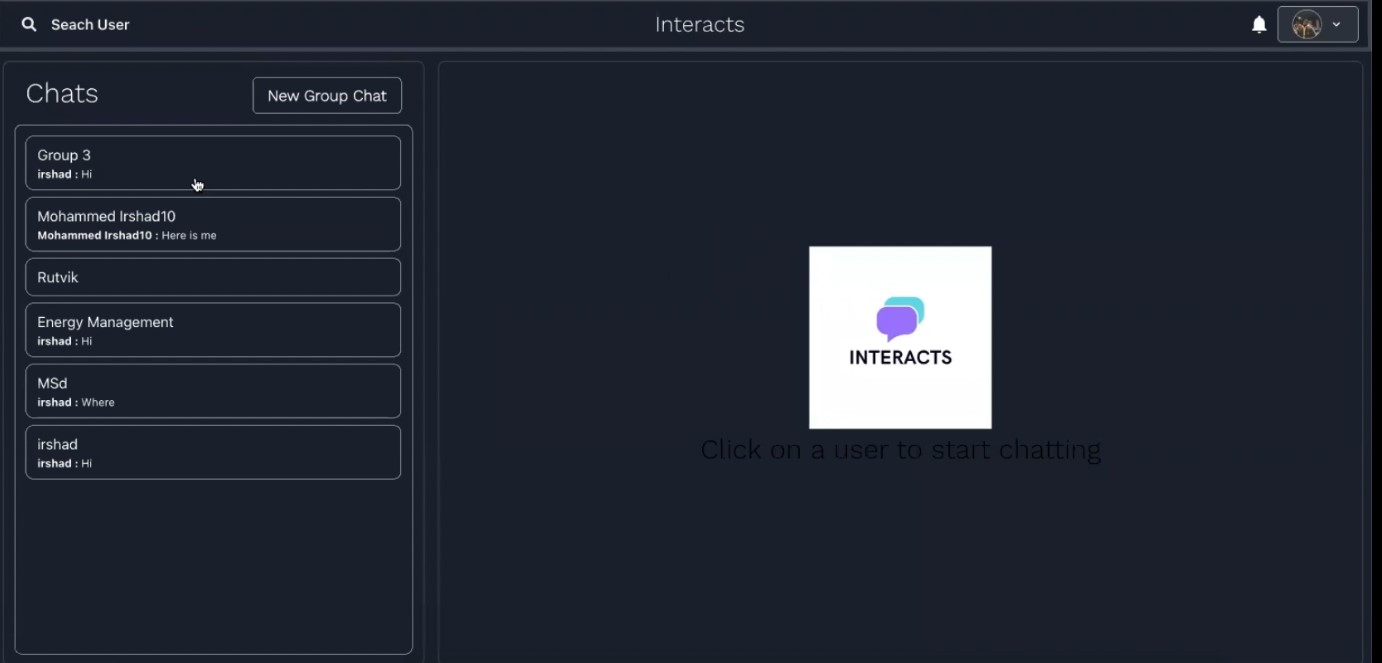 Seach User
Interacts
Chats
New Group Chat
Group 3
irshad : Hi
Mohammed Irshad10
Mohammed Irshad10 : Here is me
Rutvik
Energy Management
irshad : Hi
MSd
irshad : Where
irshad
irshad : Hi
INTERACTS
Click on a user to start chatting